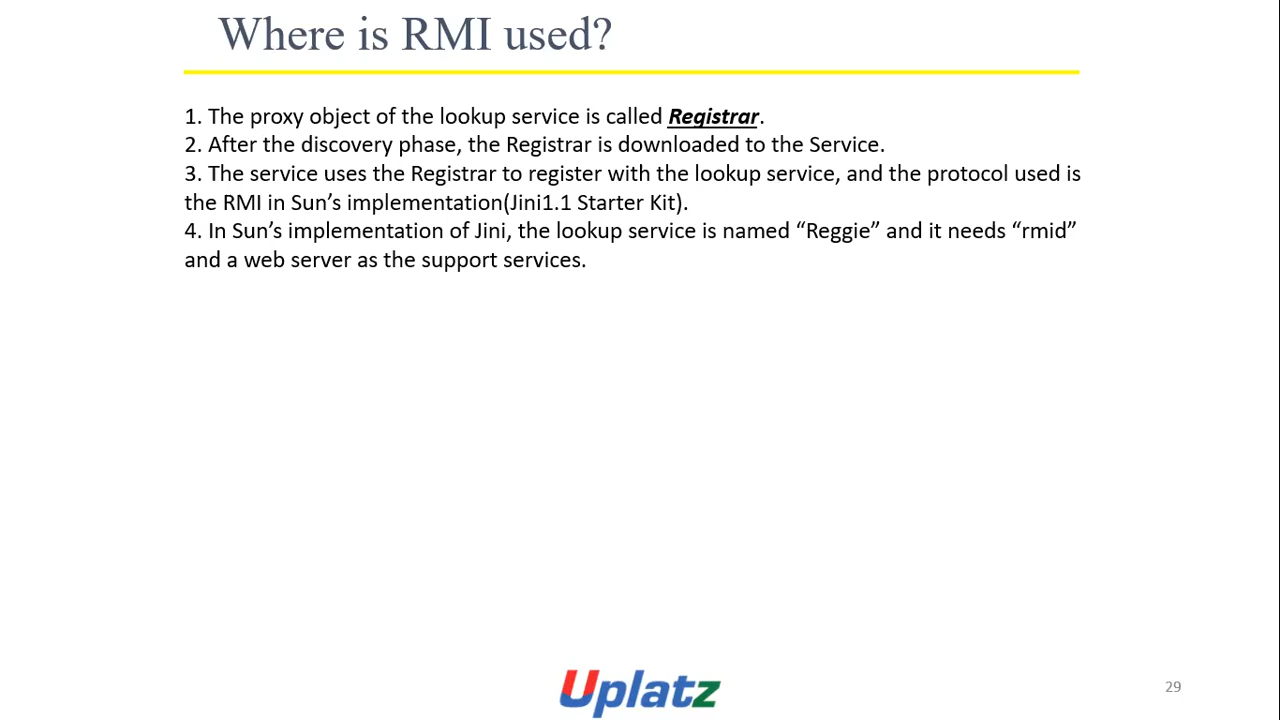 Where is RMI used?
1. The proxy object of the lookup service is called Registrar.
2. After the discovery phase, the Registrar is downloaded to the Service.
3. The service uses the Registrar to register with the lookup service, and the protocol used is
the RMI in Sun’s implementation(Jini1.1 Starter Kit).
4. In Sun’s implementation of Jini, the lookup service is named “Reggie” and it needs “rmid”
and a web server as the support services.
Uplatz
29